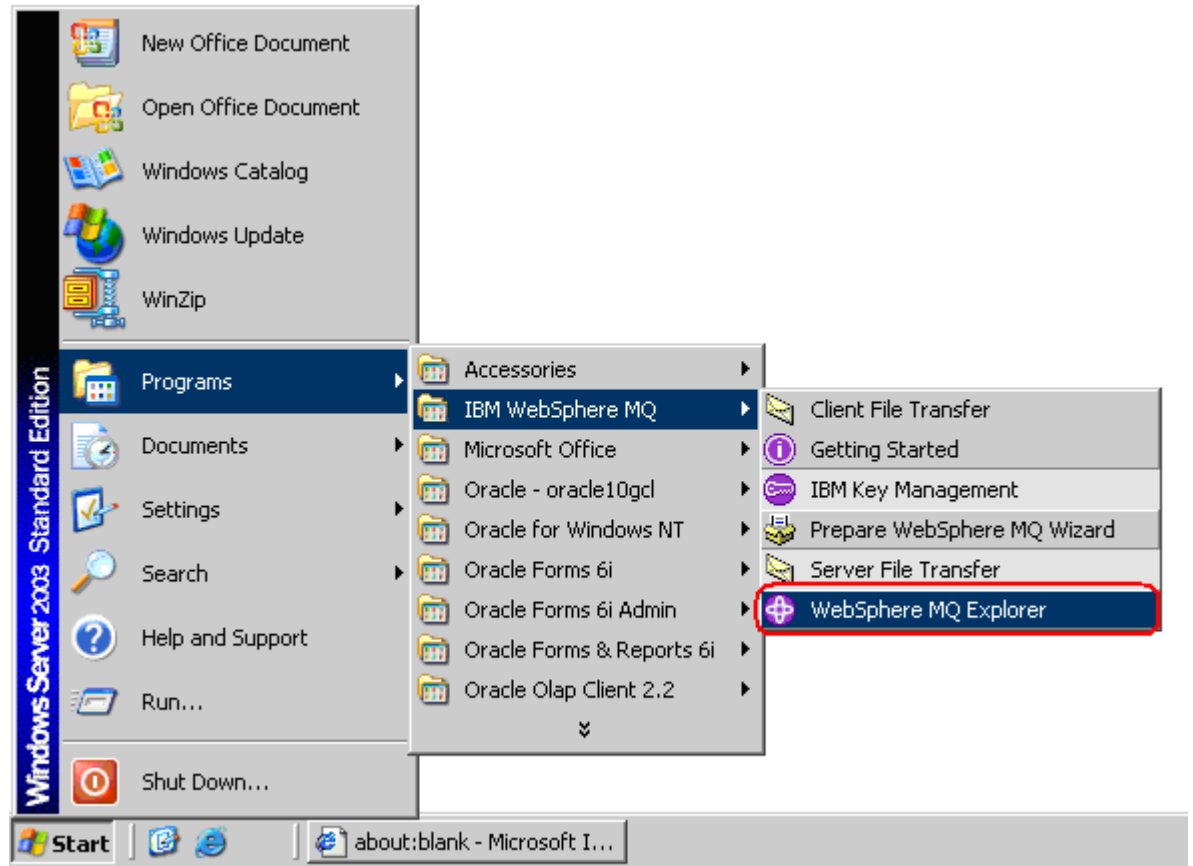 New Office Document
Open Office Document
Windows Catalog
Windows Update
WinZip
Programs
Documents
Settings
Search
Help and Support
Run...
Shut Down...
Windows Server 2003 Standard Edition
Accessories
IBM WebSphere MQ
Microsoft Office
Oracle - oracle10gcl
Oracle for Windows NT
Oracle Forms 6i
Oracle Forms 6i Admin
Oracle Forms & Reports 6i
Oracle Olap Client 2.2
Client File Transfer
Getting Started
IBM Key Management
Prepare WebSphere MQ Wizard
Server File Transfer
WebSphere MQ Explorer
Start
about:blank - Microsoft I...